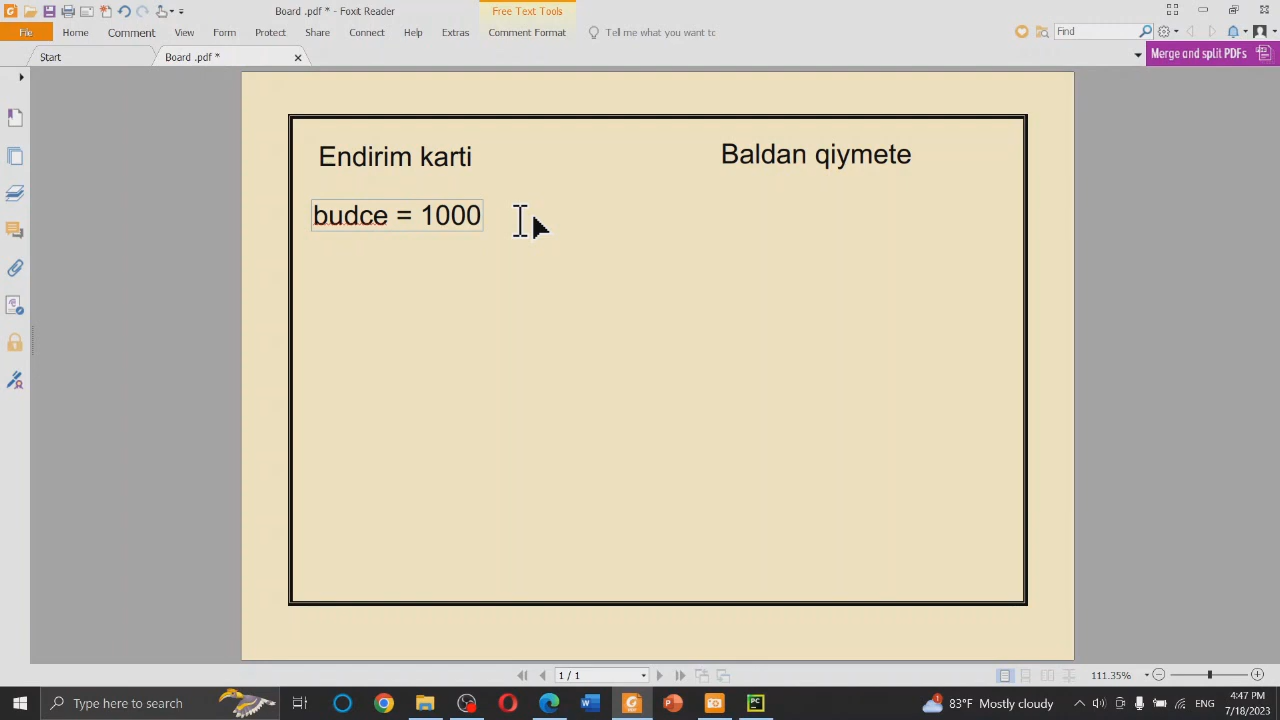 Board .pdf * - Foxit Reader
Free Text Tools
File
Home
Comment
View
Form
Protect
Share
Connect
Help
Extras
Comment Format
Tell me what you want to
Find
Start
Board .pdf *
Merge and split PDFs
Endirim karti
Baldan qiymete
budce = 1000
1 / 1
111.35%
Type here to search
83°F Mostly cloudy
ENG
4:47 PM
7/18/2023